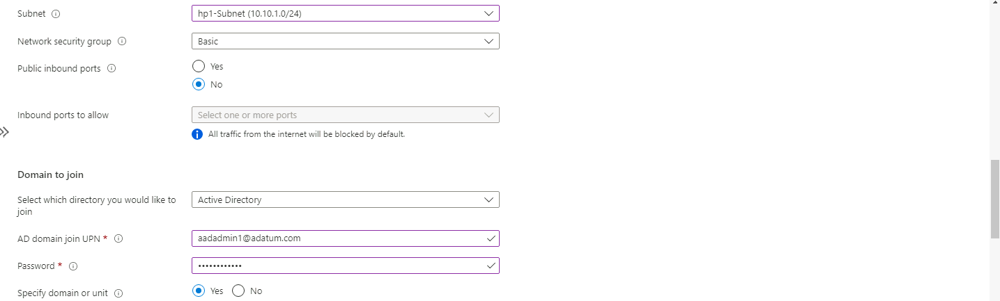 Subnet
hp1-Subnet (10.10.1.0/24)
Network security group
Basic
Public inbound ports
Yes
No
Inbound ports to allow
Select one or more ports
All traffic from the internet will be blocked by default.
Domain to join
Select which directory you would like to
join
Active Directory
AD domain join UPN *
aadadmin1@adatum.com
Password *
••••••••••••
Specify domain or unit
Yes
No